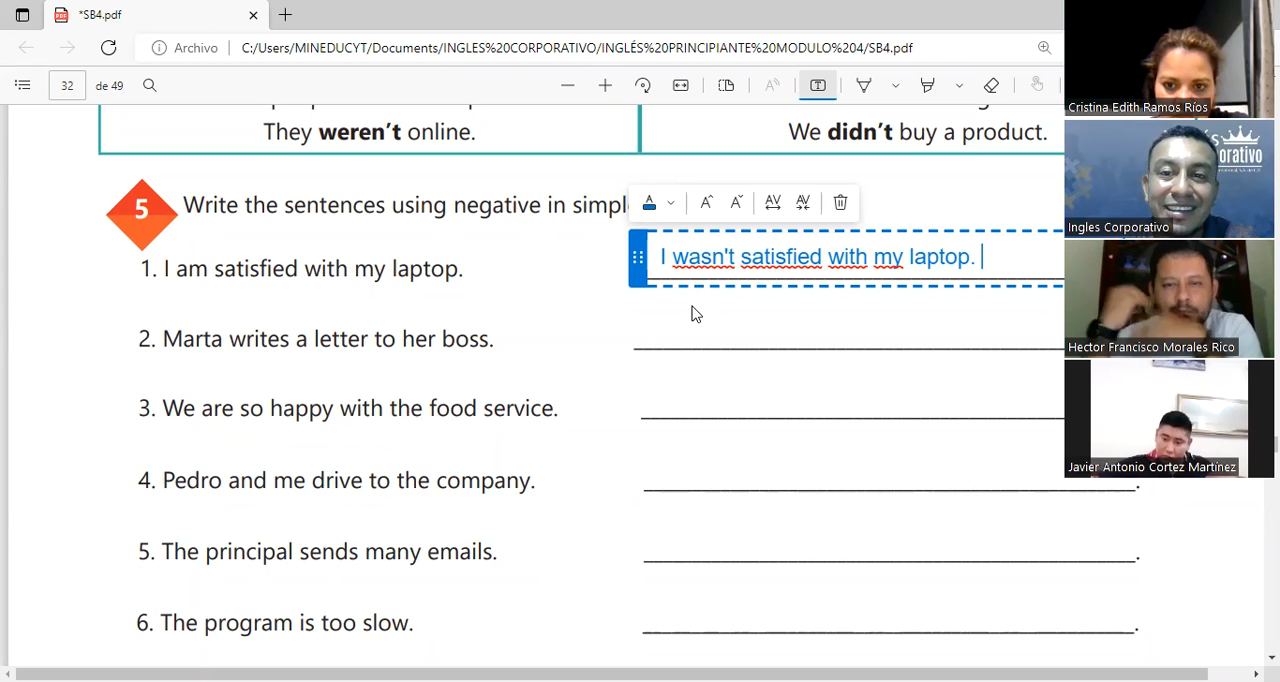 *SB4.pdf
Archivo
C:/Users/MINEDUCYT/Documents/INGLES%20CORPORATIVO/INGLÉS%20PRINCIPIANTE%20MODULO%204/SB4.pdf
32 de 49
They weren't online.
We didn't buy a product.
5 Write the sentences using negative in simpl
1. I am satisfied with my laptop.
I wasn't satisfied with my laptop.
2. Marta writes a letter to her boss.
3. We are so happy with the food service.
4. Pedro and me drive to the company.
5. The principal sends many emails.
6. The program is too slow.
Cristina Edith Ramos Ríos
orativo
Ingles Corporativo
Hector Francisco Morales Rico
Javier Antonio Cortez Martínez